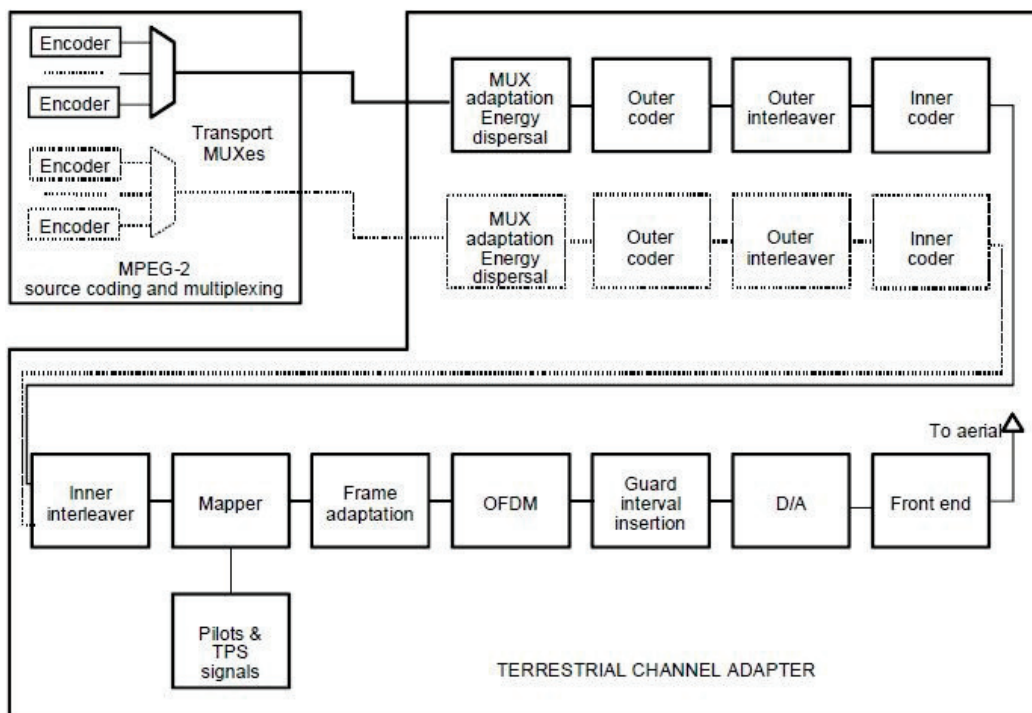 Encoder
Encoder
Transport
MUXes
Encoder
Encoder
MPEG-2
source coding and multiplexing
MUX
adaptation
Energy
dispersal
Outer
coder
Outer
interleaver
Inner
coder
MUX
adaptation
Energy
dispersal
Outer
coder
Outer
interleaver
Inner
coder
To aerial
Inner
interleaver
Mapper
Frame
adaptation
OFDM
Guard
interval
insertion
D/A
Front end
Pilots &
TPS
signals
TERRESTRIAL CHANNEL ADAPTER